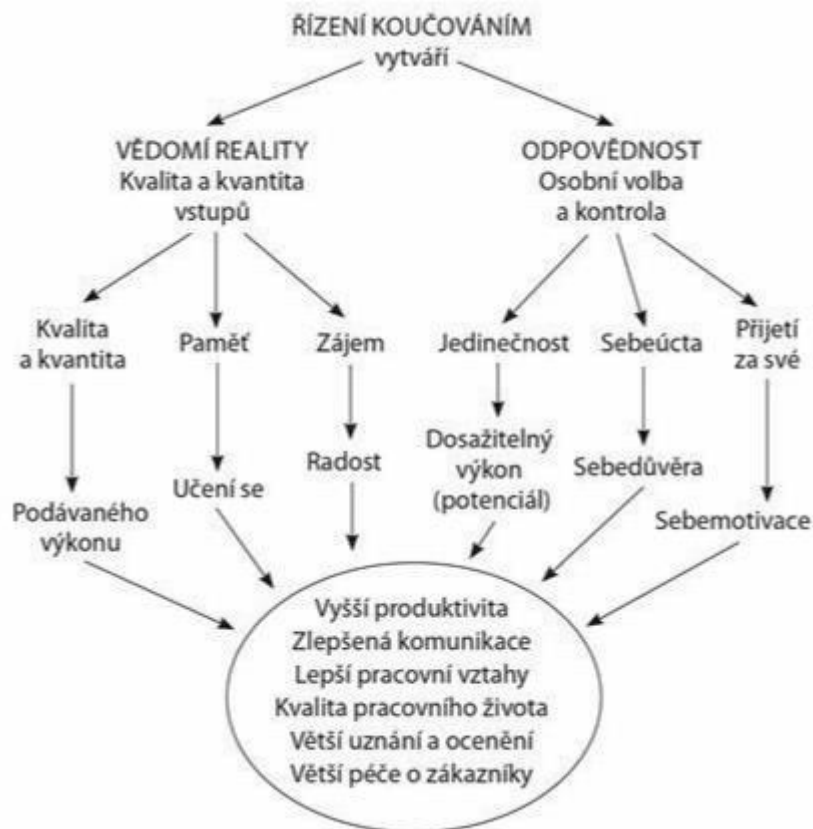 ŘÍZENÍ KOUČOVÁNÍM
vytváří
VĚDOMÍ REALITY
Kvalita a kvantita
vstupů
ODPOVĚDNOST
Osobní volba
a kontrola
Kvalita
a kvantita
Paměť
Zájem
Jedinečnost
Sebeúcta
Přijetí
za své
Podávaného
výkonu
Učení se
Radost
Dosažitelný
výkon
(potenciál)
Sebedůvěra
Sebemotivace
Vyšší produktivita
Zlepšená komunikace
Lepší pracovní vztahy
Kvalita pracovního života
Větší uznání a ocenění
Větší péče o zákazníky